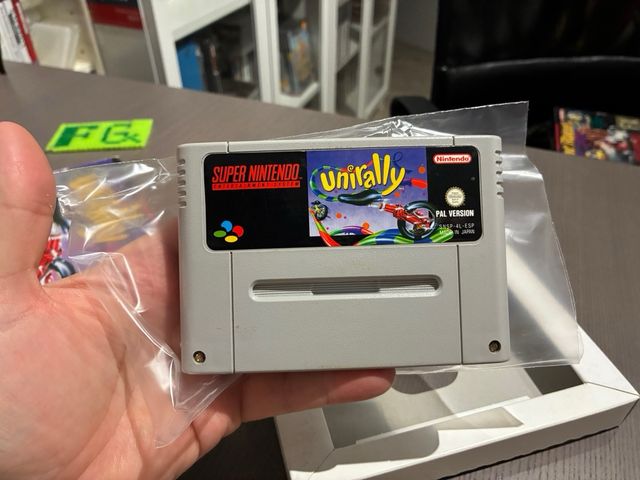 FG
SUPER NINTENDO
ENTERTAINMENT SYSTEM
unirally
Nintendo
PAL VERSION
SNSP-4L-ESP
MADE IN JAPAN